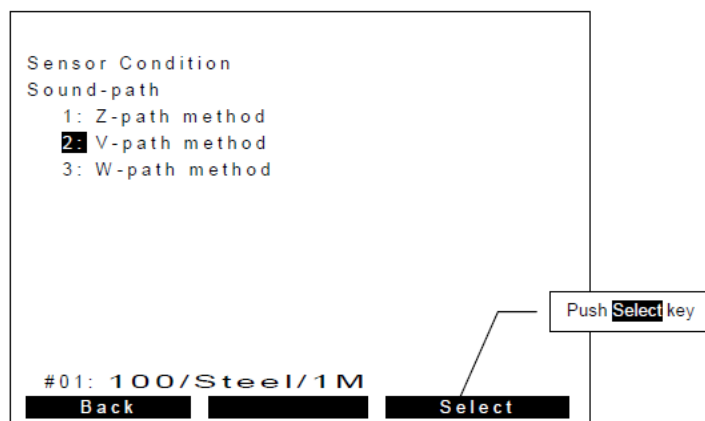 Sensor Condition
Sound-path
1: Z-path method
2: V-path method
3: W-path method
Push Select key
#01: 100/Steel/1M
Back Select